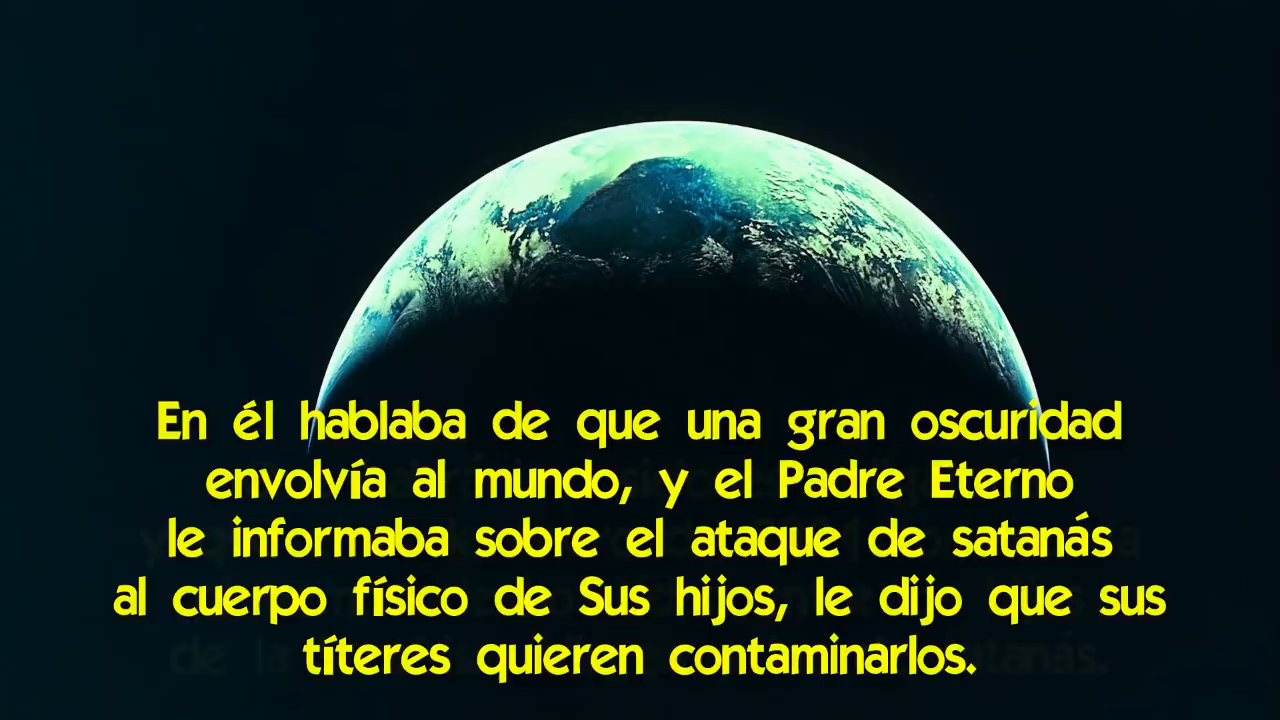 En él hablaba de que una gran oscuridad
envolvía al mundo, y el Padre Eterno
le informaba sobre el ataque de satanás
al cuerpo físico de Sus hijos, le dijo que sus
títeres quieren contaminarlos.